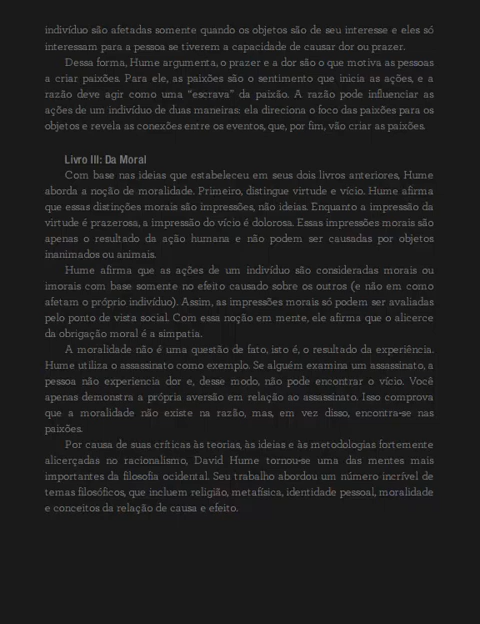 indivíduo são afetadas somente quando os objetos são de seu interesse e eles só
interessam para a pessoa se tiverem a capacidade de causar dor ou prazer.
Dessa forma, Hume argumenta, o prazer e a dor são o que motiva as pessoas
a criar paixões. Para ele, as paixões são o sentimento que inicia as ações, e a
razão deve agir como uma “escrava” da paixão. A razão pode influenciar as
ações de um indivíduo de duas maneiras: ela direciona o foco das paixões para os
objetos e revela as conexões entre os eventos, que, por fim, vão criar as paixões.
Livro III: Da Moral
Com base nas ideias que estabeleceu em seus dois livros anteriores, Hume
aborda a noção de moralidade. Primeiro, distingue virtude e vício. Hume afirma
que essas distinções morais são impressões, não ideias. Enquanto a impressão da
virtude é prazerosa, a impressão do vício é dolorosa. Essas impressões morais são
apenas o resultado da ação humana e não podem ser causadas por objetos
inanimados ou animais.
Hume afirma que as ações de um indivíduo são consideradas morais ou
imorais com base somente no efeito causado sobre os outros (e não em como
afetam o próprio indivíduo). Assim, as impressões morais só podem ser avaliadas
pelo ponto de vista social. Com essa noção em mente, ele afirma que o alicerce
da obrigação moral é a simpatia.
A moralidade não é uma questão de fato, isto é, o resultado da experiência.
Hume utiliza o assassinato como exemplo. Se alguém examina um assassinato, a
pessoa não experiencia dor e, desse modo, não pode encontrar o vício. Você
apenas demonstra a própria aversão em relação ao assassinato. Isso comprova
que a moralidade não existe na razão, mas, em vez disso, encontra-se nas
paixões.
Por causa de suas críticas às teorias, às ideias e às metodologias fortemente
alicerçadas no racionalismo, David Hume tornou-se uma das mentes mais
importantes da filosofia ocidental. Seu trabalho abordou um número incrível de
temas filosóficos, que incluem religião, metafísica, identidade pessoal, moralidade
e conceitos da relação de causa e efeito.